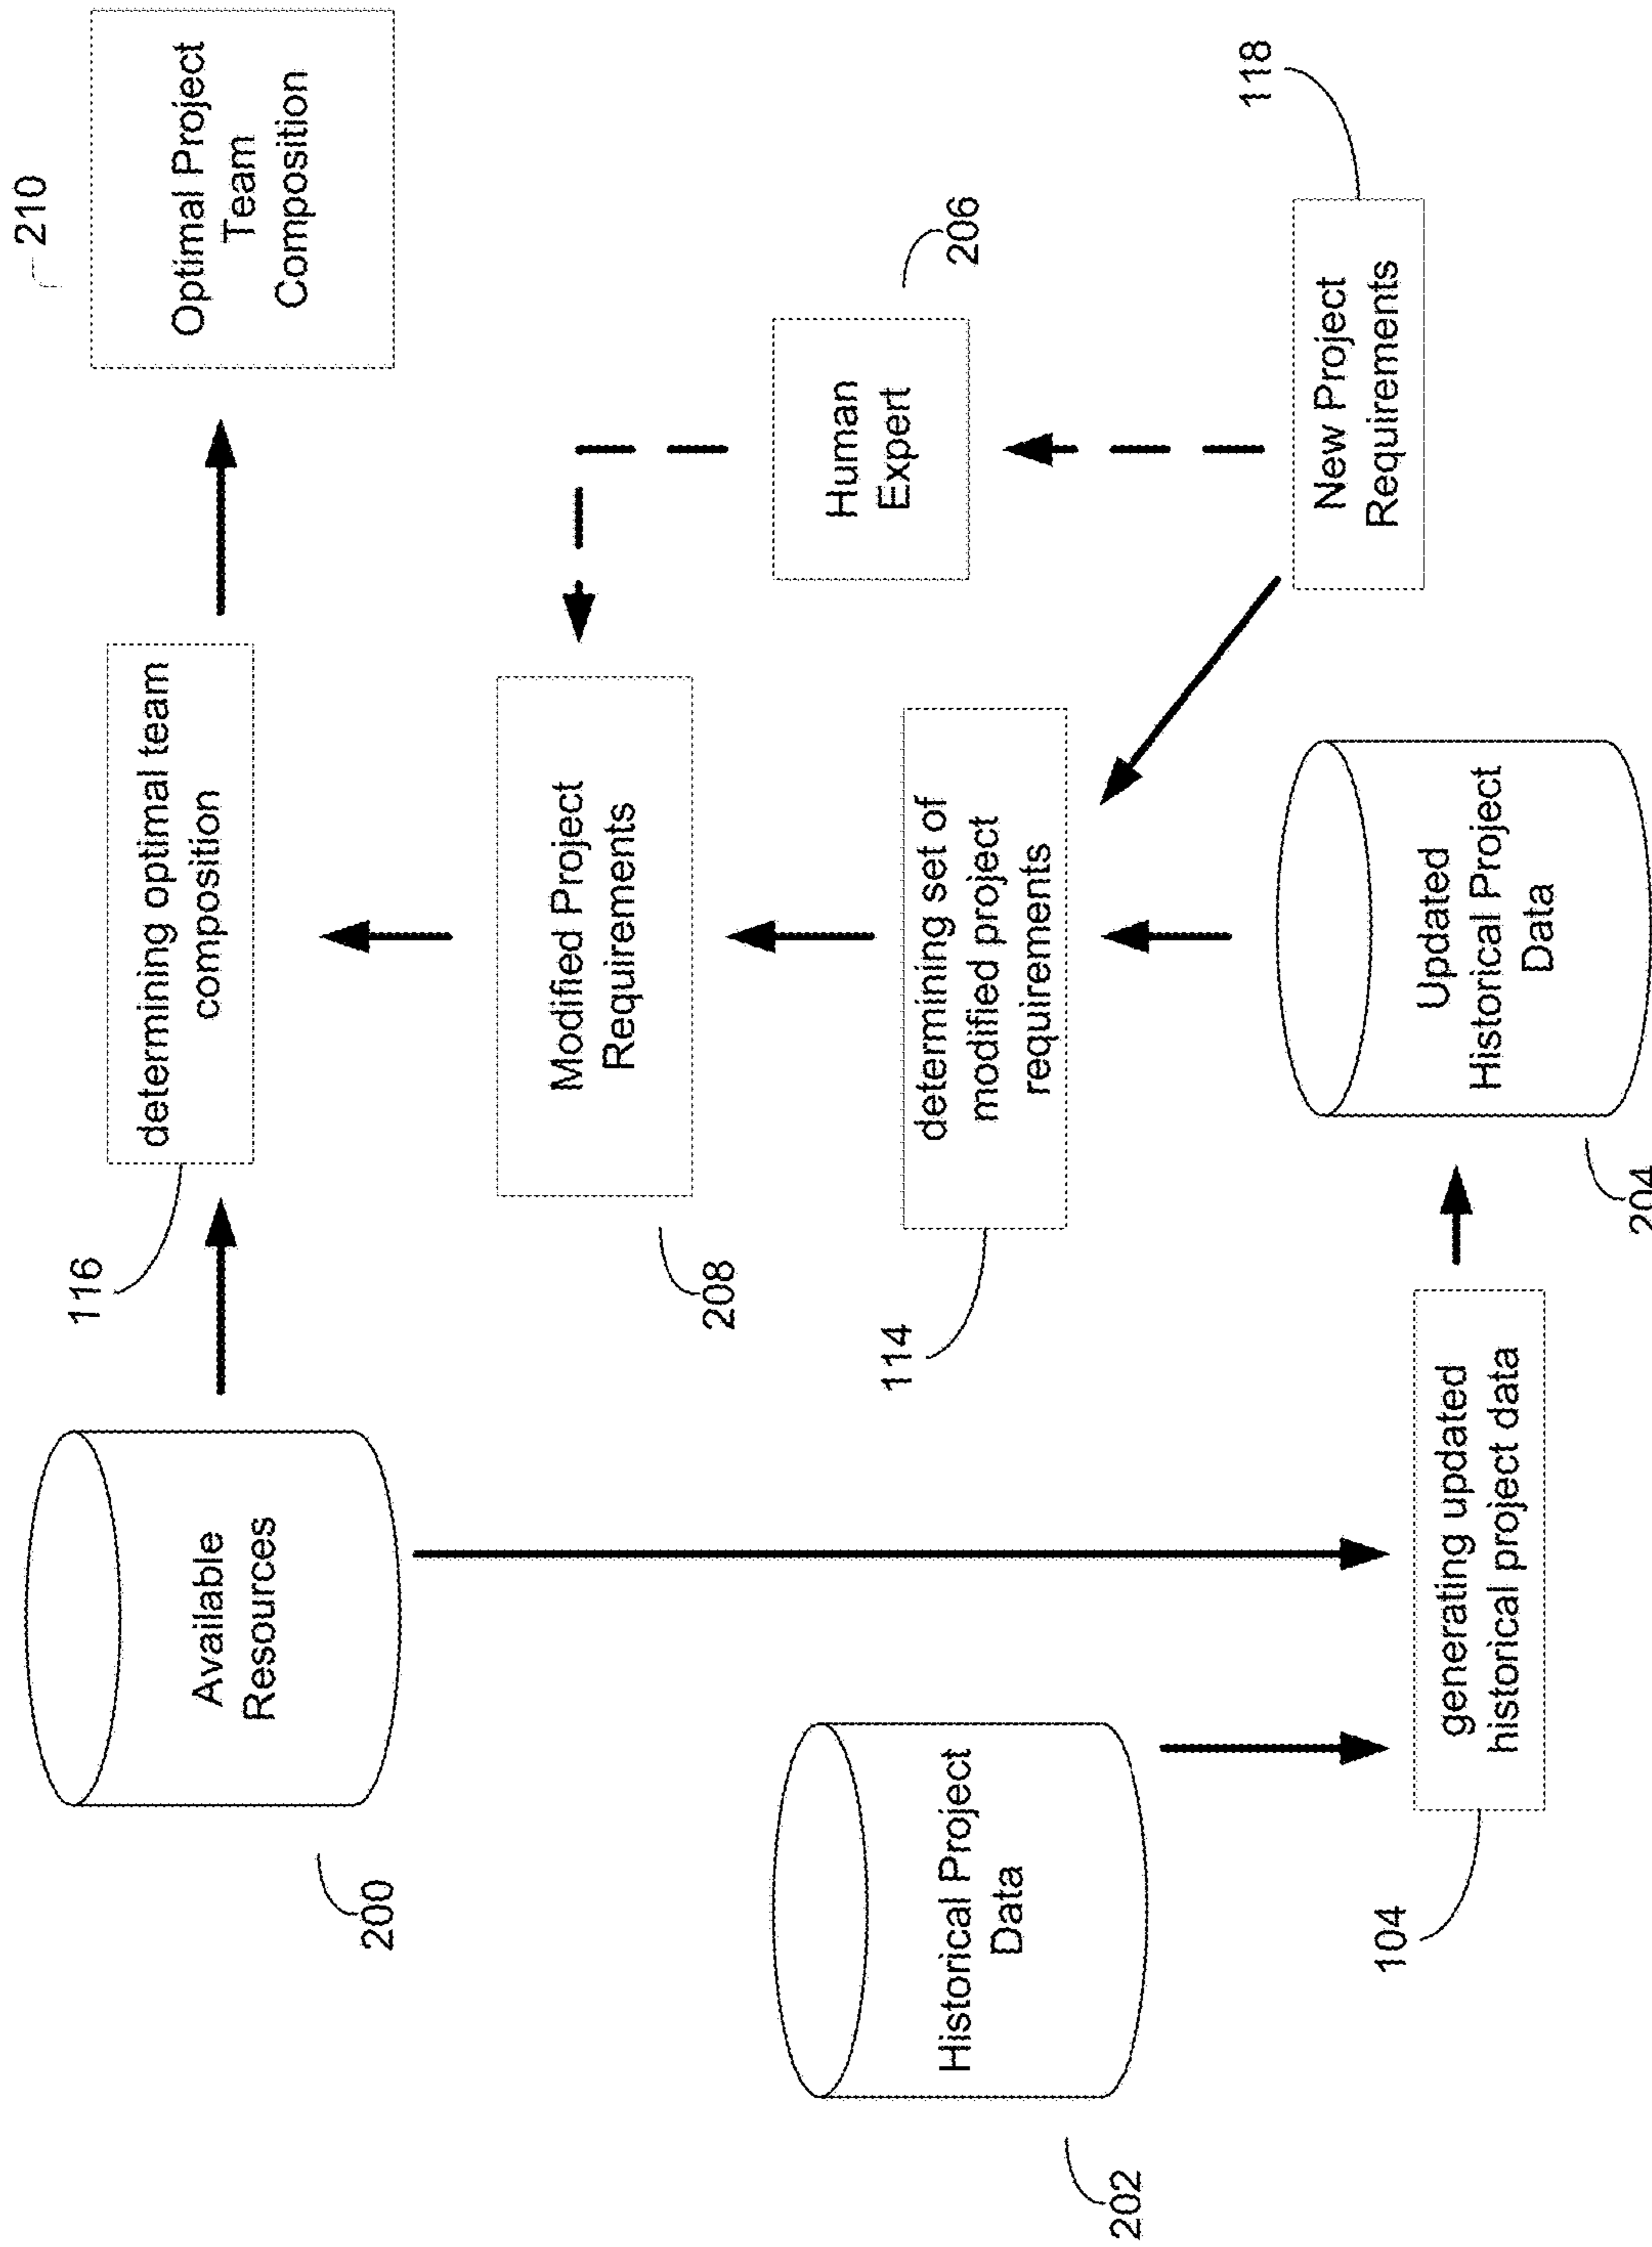 200
Available
Resources
116
determining optimal team
composition
210
Optimal Project
Team
Composition
208
Modified Project
Requirements
202
Historical Project
Data
114
determining set of
modified project
requirements
Human
Expert
206
104
generating updated
historical project data
204
Updated
Historical Project
Data
New Project
Requirements
118